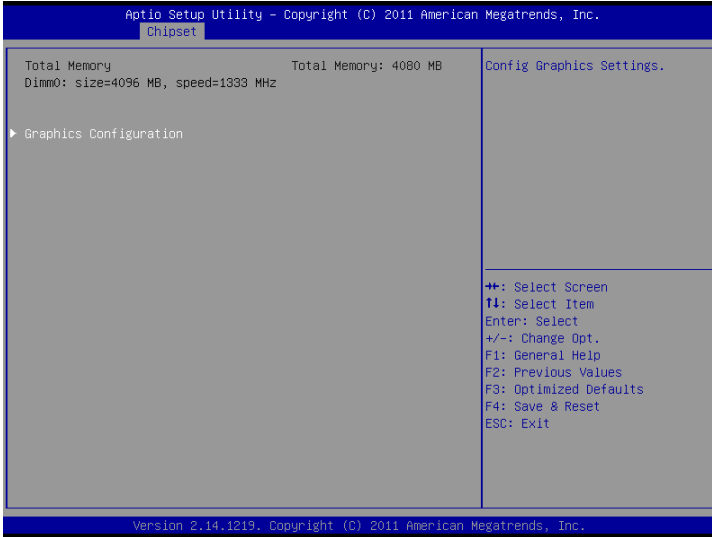 Aptio Setup Utility – Copyright (C) 2011 American Megatrends, Inc.
Chipset
Total Memory Total Memory: 4080 MB
Dimm0: size=4096 MB, speed=1333 MHz
Graphics Configuration
Config Graphics Settings.
→←: Select Screen
↑↓: Select Item
Enter: Select
+/-: Change Opt.
F1: General Help
F2: Previous Values
F3: Optimized Defaults
F4: Save & Reset
ESC: Exit
Version 2.14.1219. Copyright (C) 2011 American Megatrends, Inc.